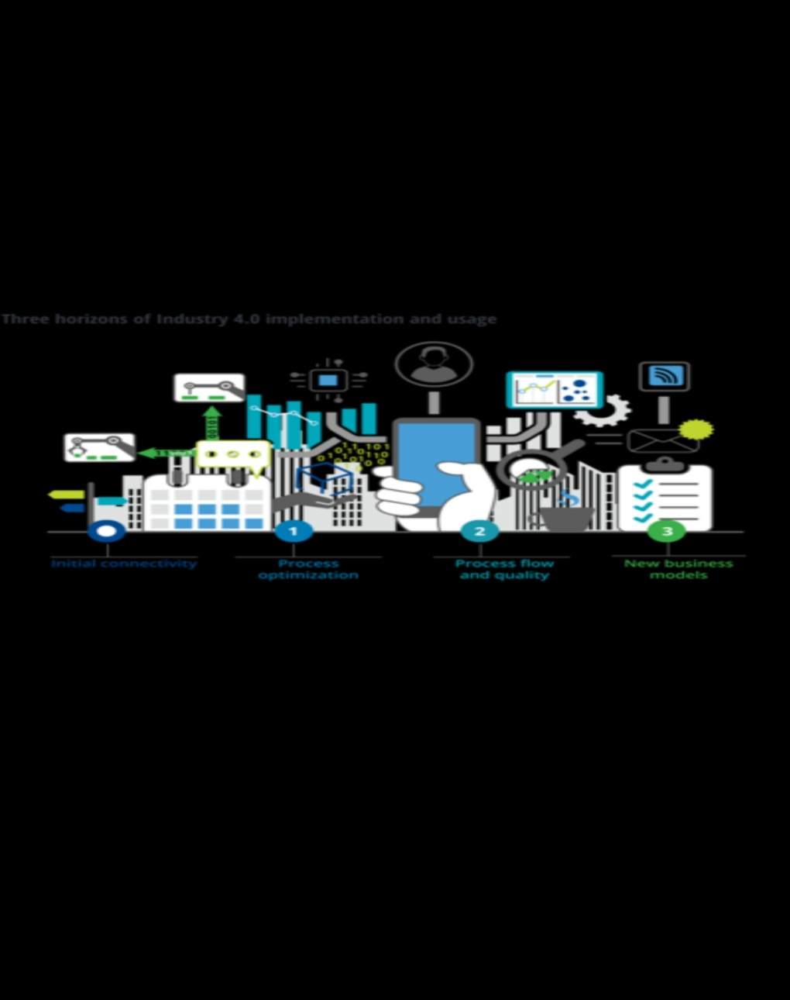 Three horizons of Industry 4.0 implementation and usage
00101
1
2
3
Initial connectivity
Process
optimization
Process flow
and quality
New business
models